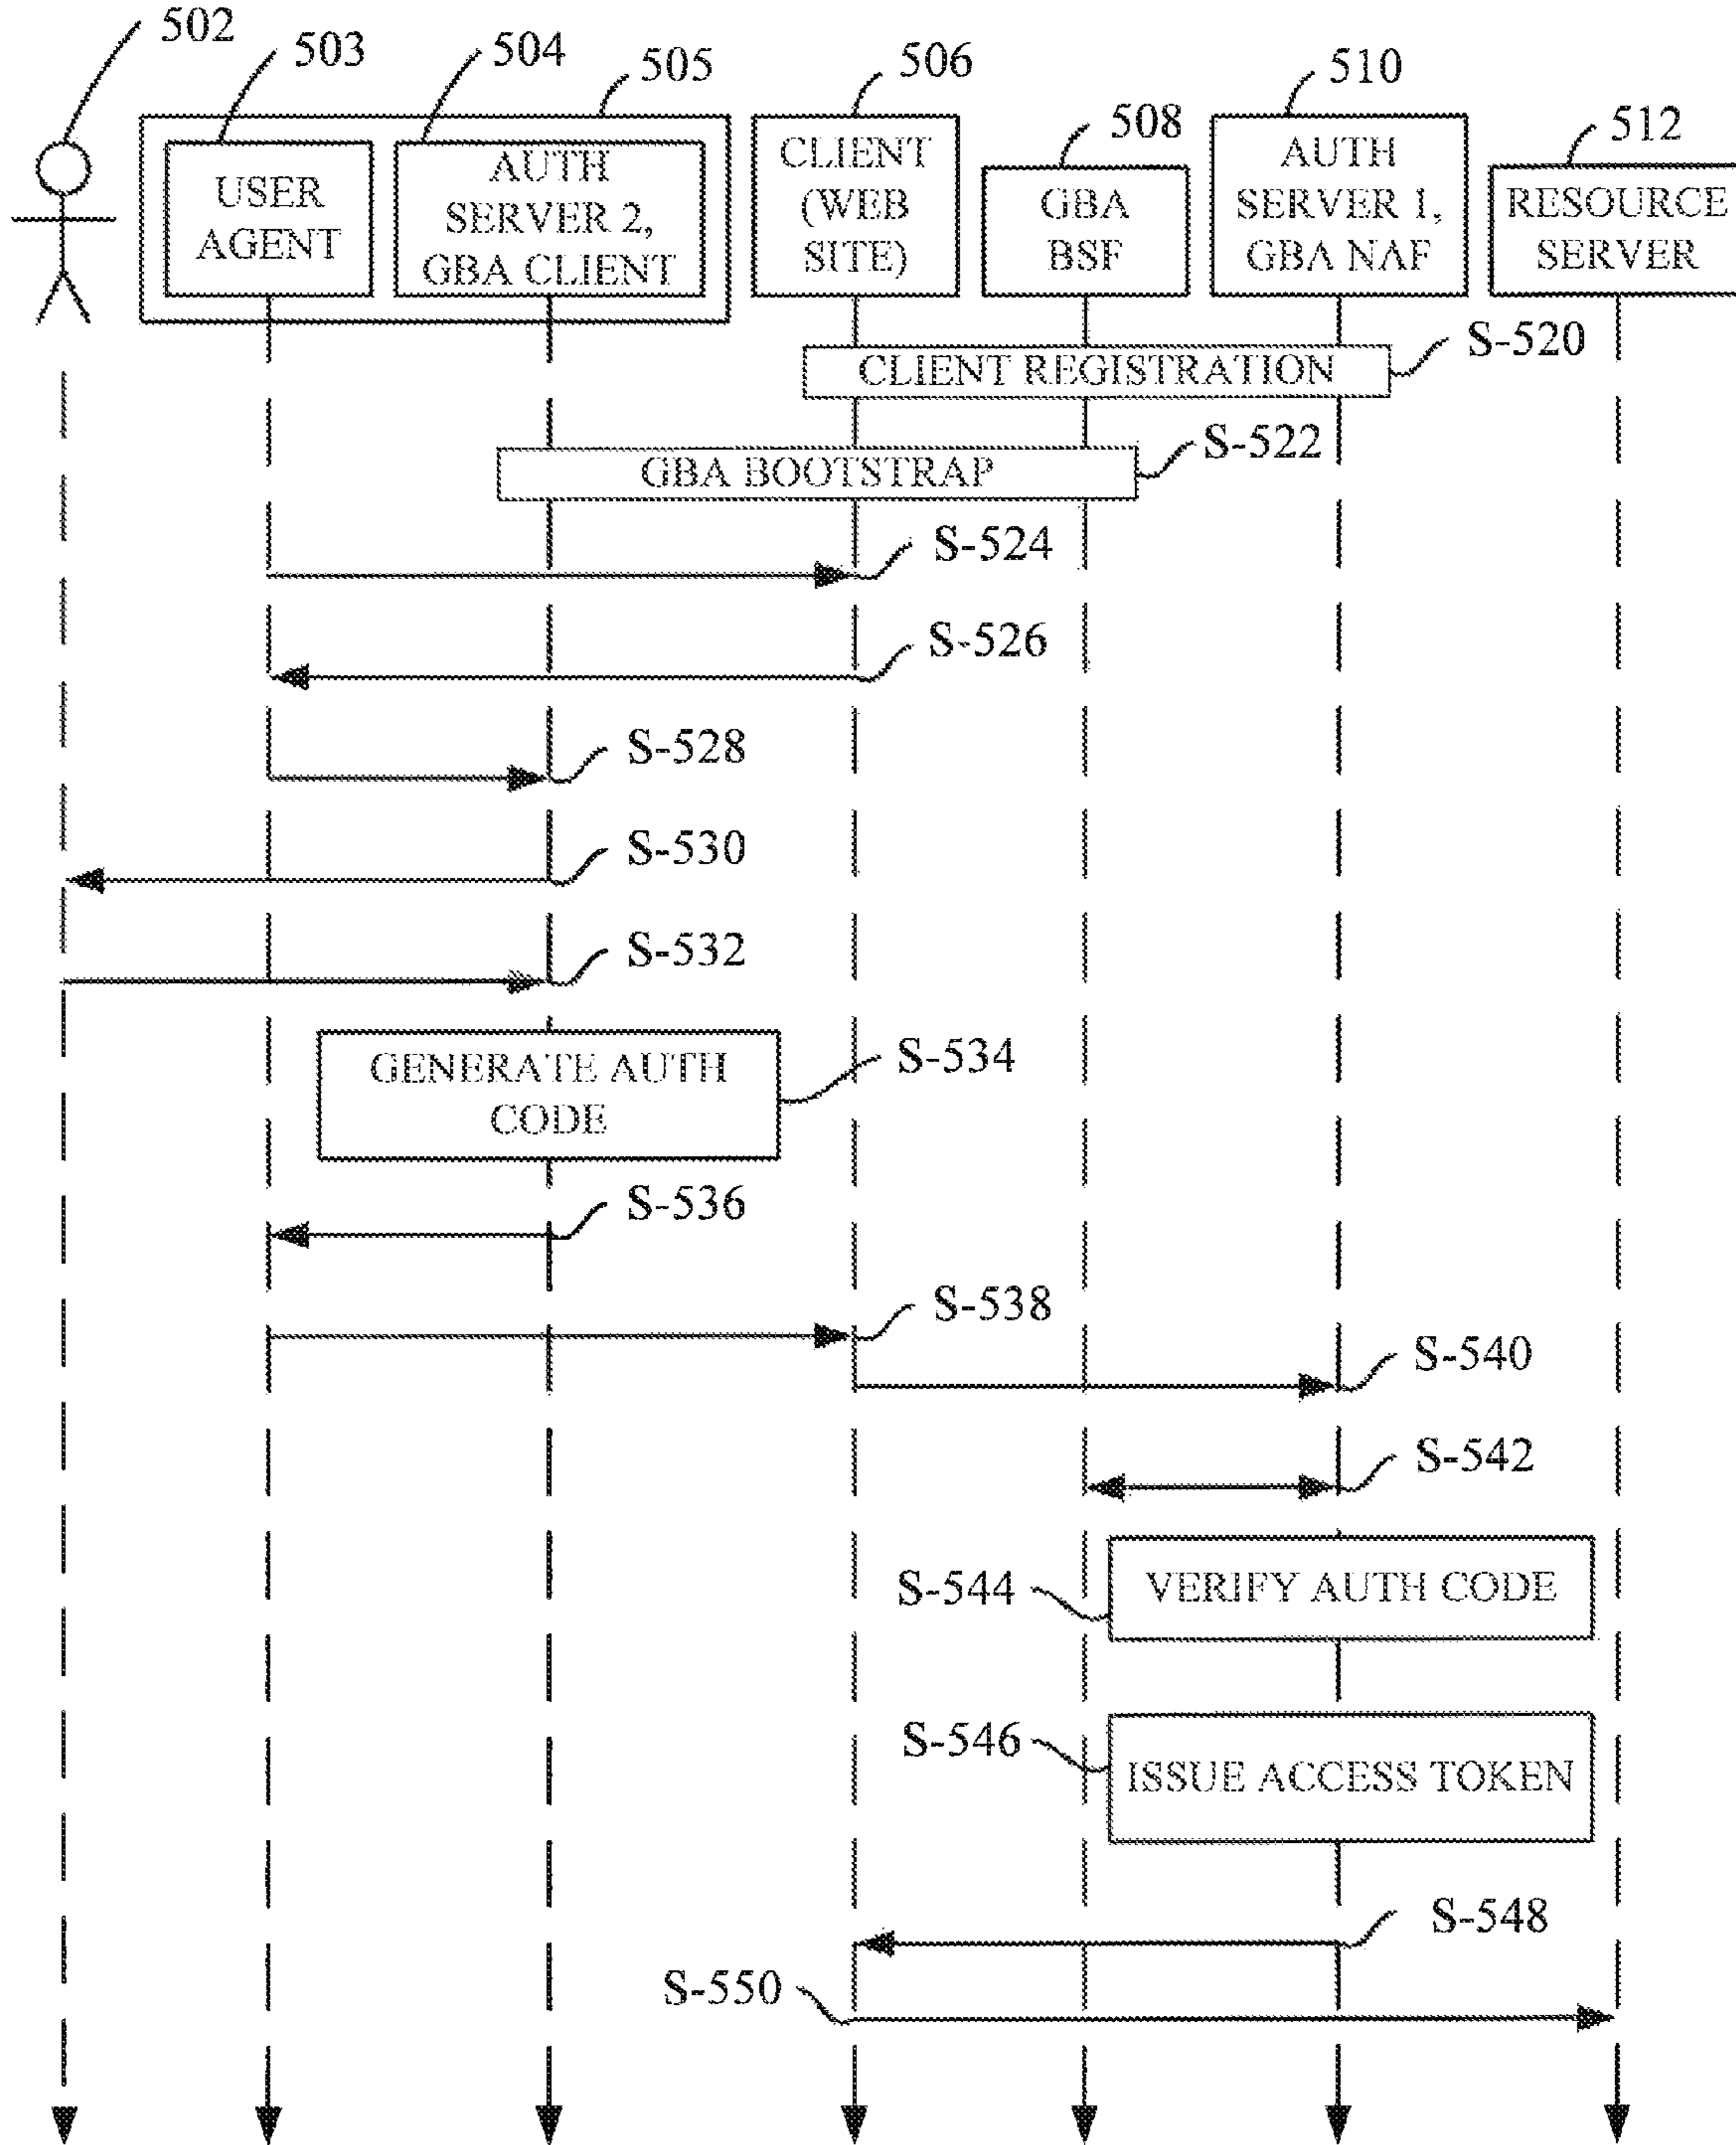 502
503
504
505
506
508
510
512
USER
AGENT
AUTH
SERVER 2,
GBA CLIENT
CLIENT
(WEB
SITE)
GBA
BSF
AUTH
SERVER 1,
GBA NAF
RESOURCE
SERVER
CLIENT REGISTRATION
S-520
GBA BOOTSTRAP
S-522
S-524
S-526
S-528
S-530
S-532
GENERATE AUTH
CODE
S-534
S-536
S-538
S-540
S-542
S-544
VERIFY AUTH CODE
S-546
ISSUE ACCESS TOKEN
S-548
S-550